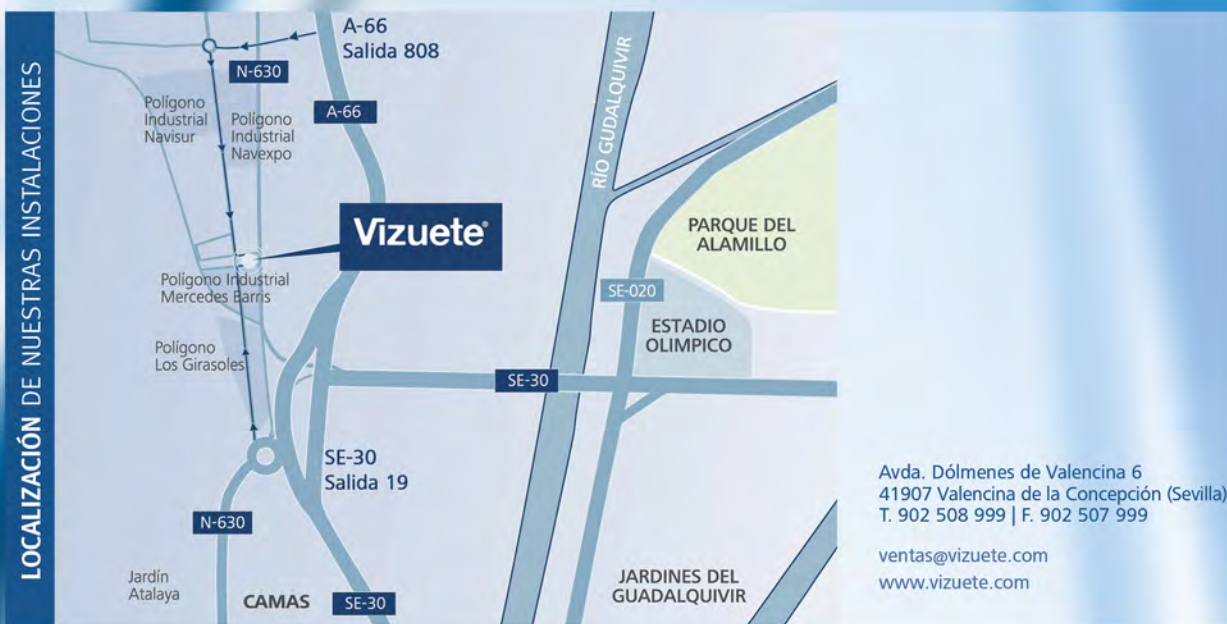 LOCALIZACIÓN DE NUESTRAS INSTALACIONES
A-66
Salida 808
N-630
A-66
Polígono
Industrial
Navisur
Polígono
Industrial
Navexpo
RÍO GUDALQUIVIR
Vizuete®
PARQUE DEL
ALAMILLO
Polígono Industrial
Mercedes Barris
SE-020
ESTADIO
OLIMPICO
Polígono
Los Girasoles
SE-30
SE-30
Salida 19
N-630
Jardín
Atalaya
CAMAS
SE-30
JARDINES DEL
GUADALQUIVIR
Avda. Dólmenes de Valencina 6
41907 Valencina de la Concepción (Sevilla)
T. 902 508 999 | F. 902 507 999
ventas@vizuete.com
www.vizuete.com